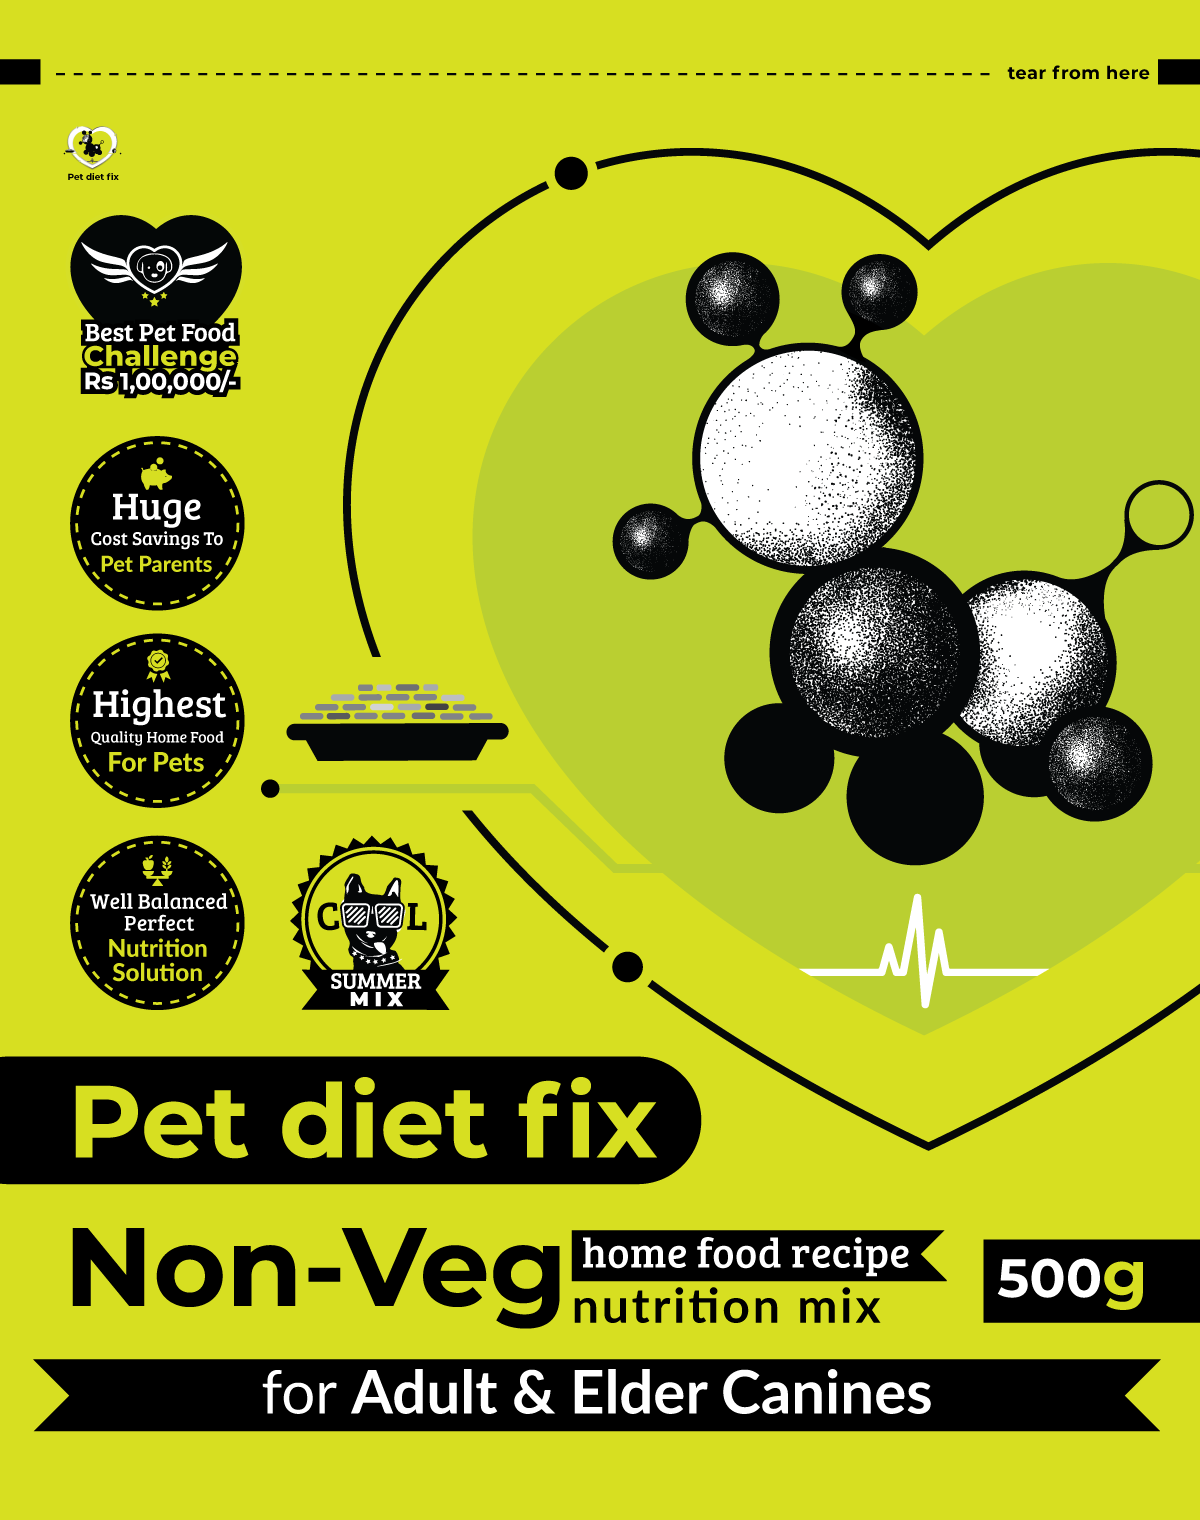 tear from here
Pet diet fix
Best Pet Food
Challenge
Rs 1,00,000/-
Huge
Cost Savings To
Pet Parents
Highest
Quality Home Food
For Pets
Well Balanced
Perfect
Nutrition
Solution
C L
SUMMER
MIX
Pet diet fix
Non-Veg
home food recipe
nutrition mix
500g
for Adult & Elder Canines